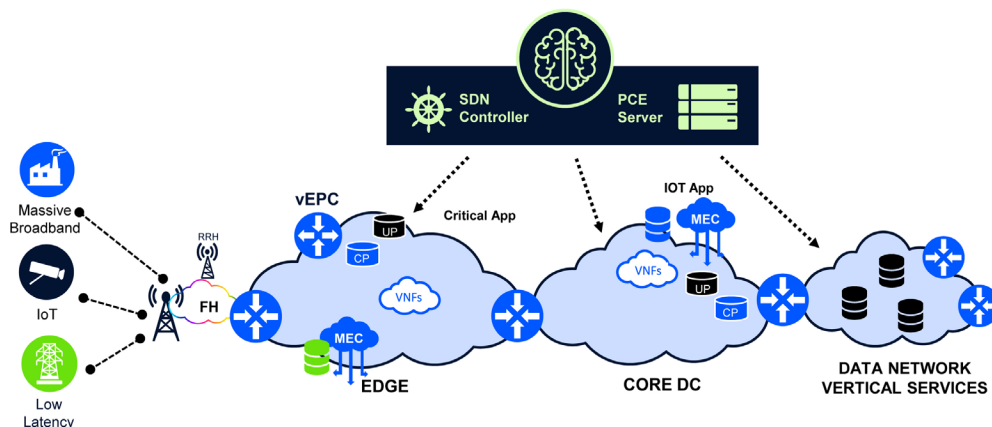 SDN
Controller
PCE
Server
Massive
Broadband
IoT
Low
Latency
RRH
FH
vEPC
UP
CP
Critical App
VNFs
MEC
EDGE
IOT App
MEC
VNFs
UP
CP
CORE DC
DATA NETWORK
VERTICAL SERVICES